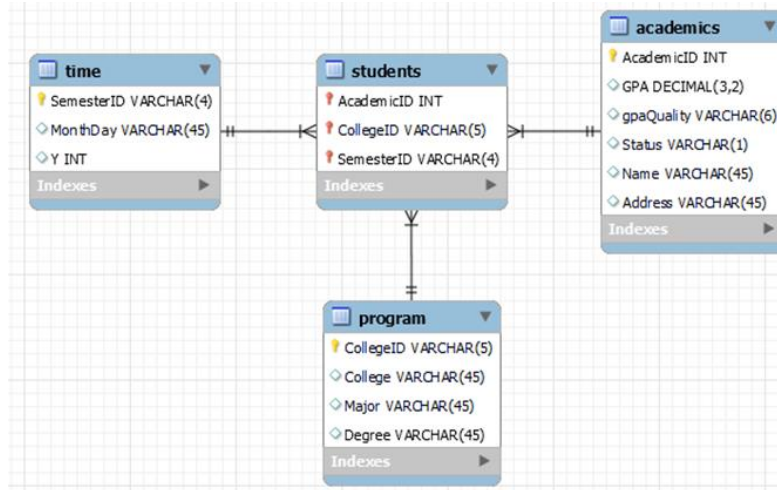 time
SemesterID VARCHAR(4)
MonthDay VARCHAR(45)
Y INT
Indexes
students
AcademicID INT
CollegeID VARCHAR(5)
SemesterID VARCHAR(4)
Indexes
academics
AcademicID INT
GPA DECIMAL(3,2)
gpaQuality VARCHAR(6)
Status VARCHAR(1)
Name VARCHAR(45)
Address VARCHAR(45)
Indexes
program
CollegeID VARCHAR(5)
College VARCHAR(45)
Major VARCHAR(45)
Degree VARCHAR(45)
Indexes